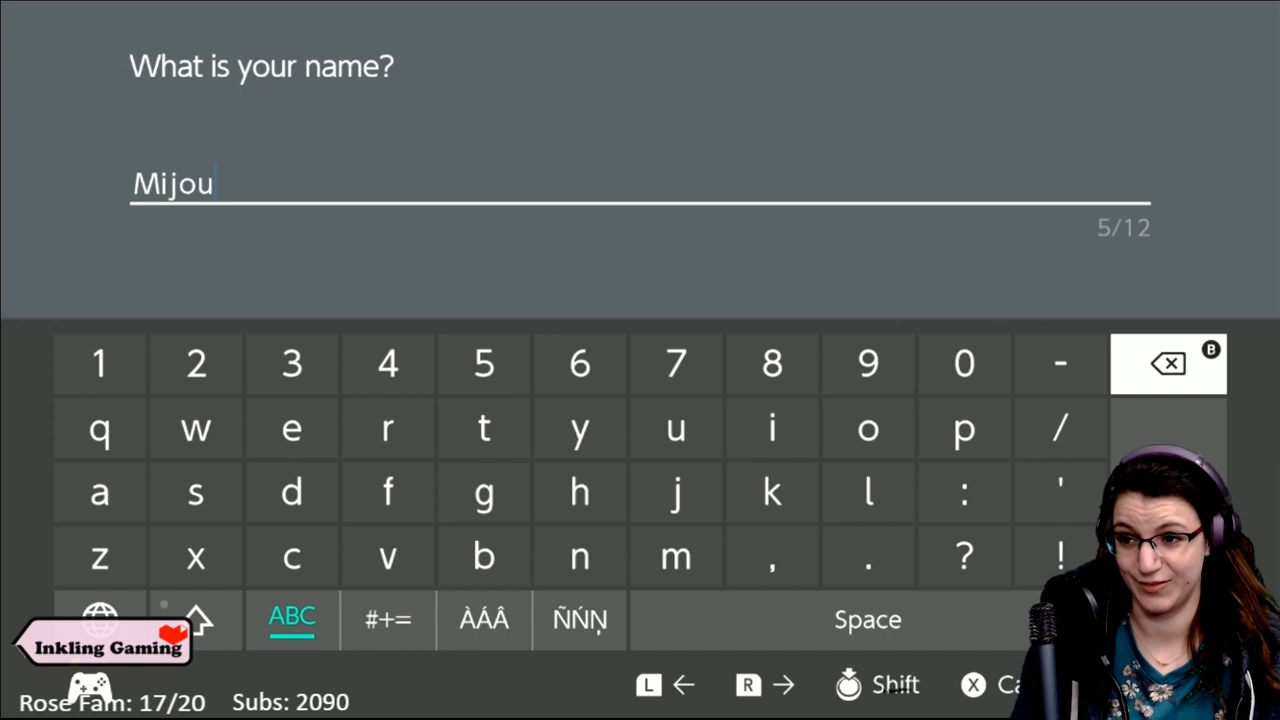 What is your name?
Mijou
5/12
1 2 3 4 5 6 7 8 9 0 - B
q w e r t y u i o p /
a s d f g h j k l : '
z x c v b n m , . ? !
ABC #+= ÀÁÂ ÑŃŅ Space
Inkling Gaming
L ← R → Shift X
Rose Fam: 17/20 Subs: 2090